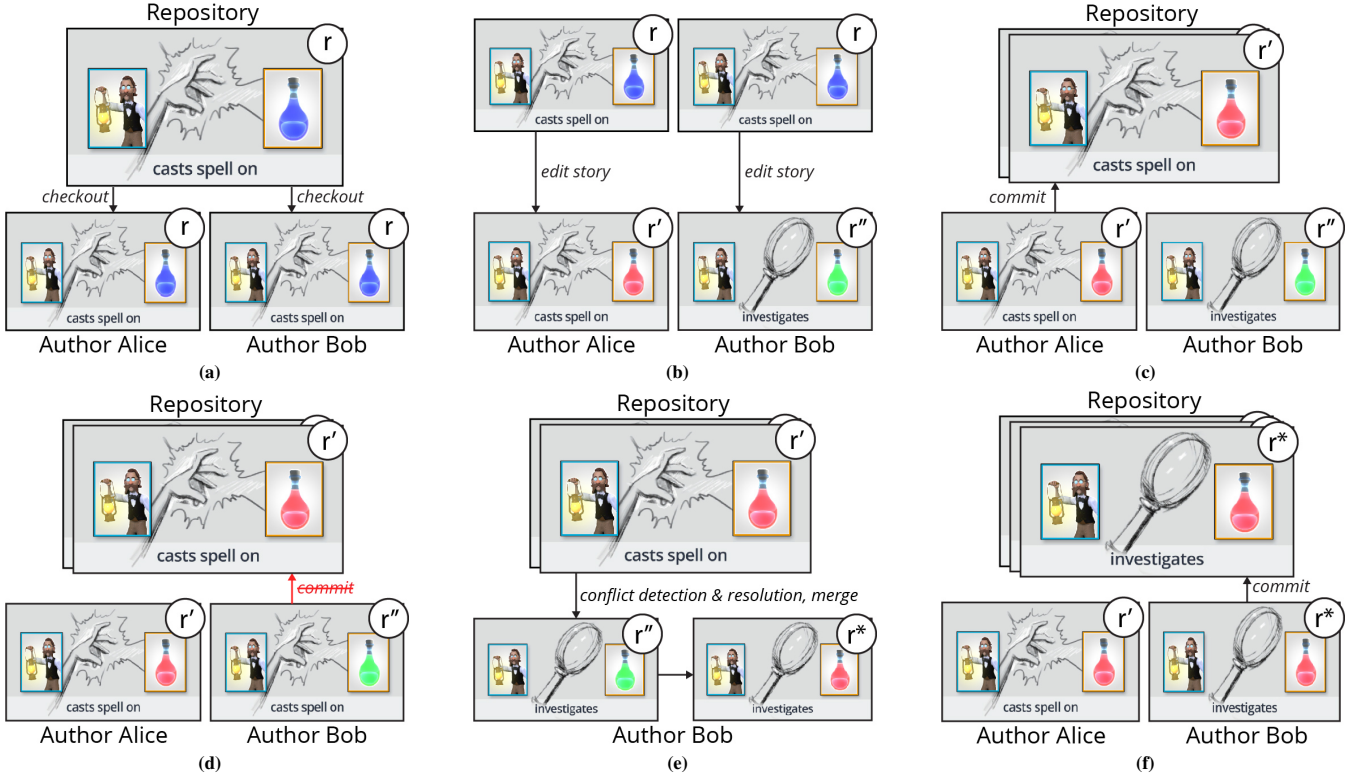 Repository
r
casts spell on
checkout
checkout
r
r
casts spell on
casts spell on
Author Alice
Author Bob
(a)
r
r
casts spell on
casts spell on
edit story
edit story
r′
r″
casts spell on
investigates
Author Alice
Author Bob
(b)
Repository
r′
casts spell on
commit
r′
r″
casts spell on
investigates
Author Alice
Author Bob
(c)
Repository
r′
casts spell on
commit
r′
r″
casts spell on
casts spell on
Author Alice
Author Bob
(d)
Repository
r′
casts spell on
conflict detection & resolution, merge
r″
r*
investigates
investigates
Author Bob
(e)
Repository
r*
investigates
commit
r′
r*
casts spell on
investigates
Author Alice
Author Bob
(f)